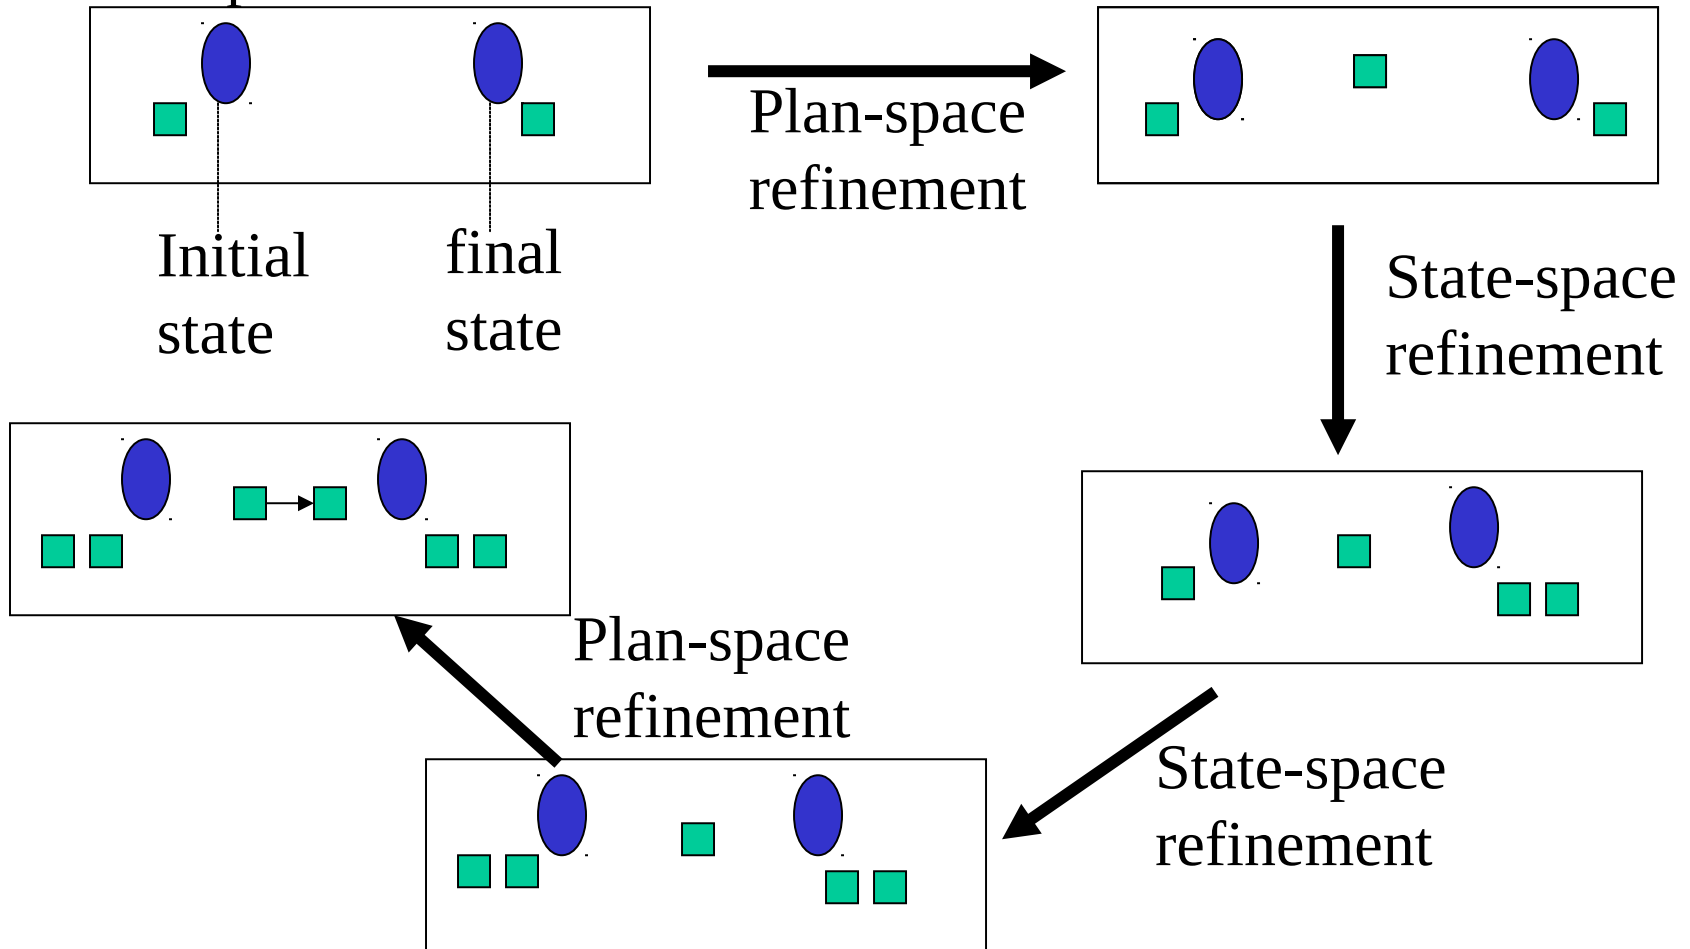 Plan-space
refinement
Initial
state
final
state
State-space
refinement
Plan-space
refinement
State-space
refinement